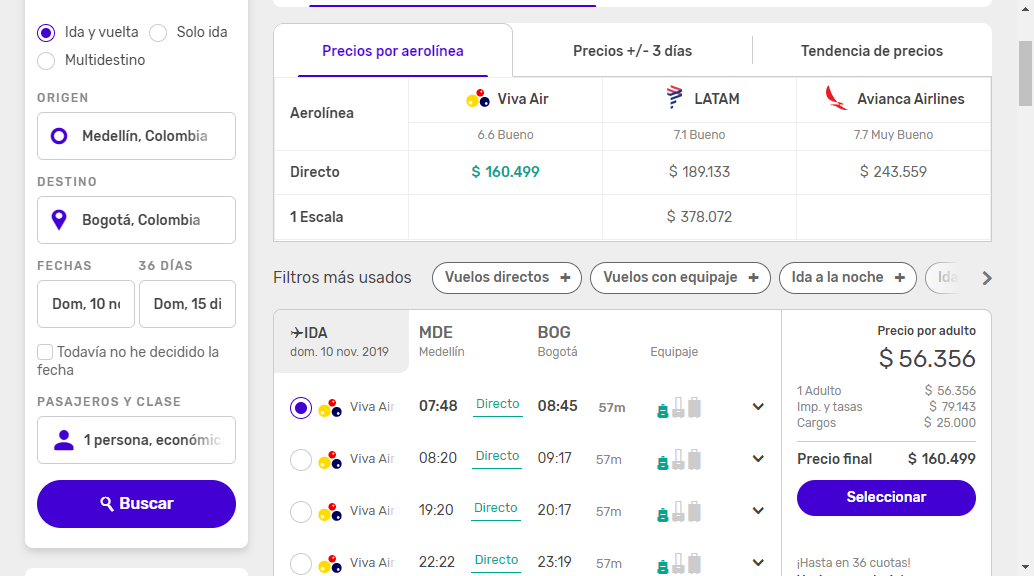 Ida y vuelta
Solo ida
Multidestino
ORIGEN
Medellín, Colombia
DESTINO
Bogotá, Colombia
FECHAS
36 DÍAS
Dom, 10
Dom, 15 di
Todavía no he decidido la
fecha
PASAJEROS Y CLASE
1 persona, económic
Buscar
Precios por aerolínea
Precios +/- 3 días
Tendencia de precios
Aerolínea
Viva Air
LATAM
Avianca Airlines
6.6 Bueno
7.1 Bueno
7.7 Muy Bueno
Directo
$ 160.499
$ 189.133
$ 243.559
1 Escala
$ 378.072
Filtros más usados
Vuelos directos +
Vuelos con equipaje +
Ida a la noche +
Ida
IDA
MDE
BOG
dom. 10 nov. 2019
Medellín
Bogotá
Equipaje
Viva Air
07:48
Directo
08:45
57m
Viva Air
08:20
Directo
09:17
57m
Viva Air
19:20
Directo
20:17
57m
Viva Air
22:22
Directo
23:19
57m
Precio por adulto
$ 56.356
1 Adulto
$ 56.356
Imp. y tasas
$ 79.143
Cargos
$ 25.000
Precio final
$ 160.499
Seleccionar
¡Hasta en 36 cuotas!